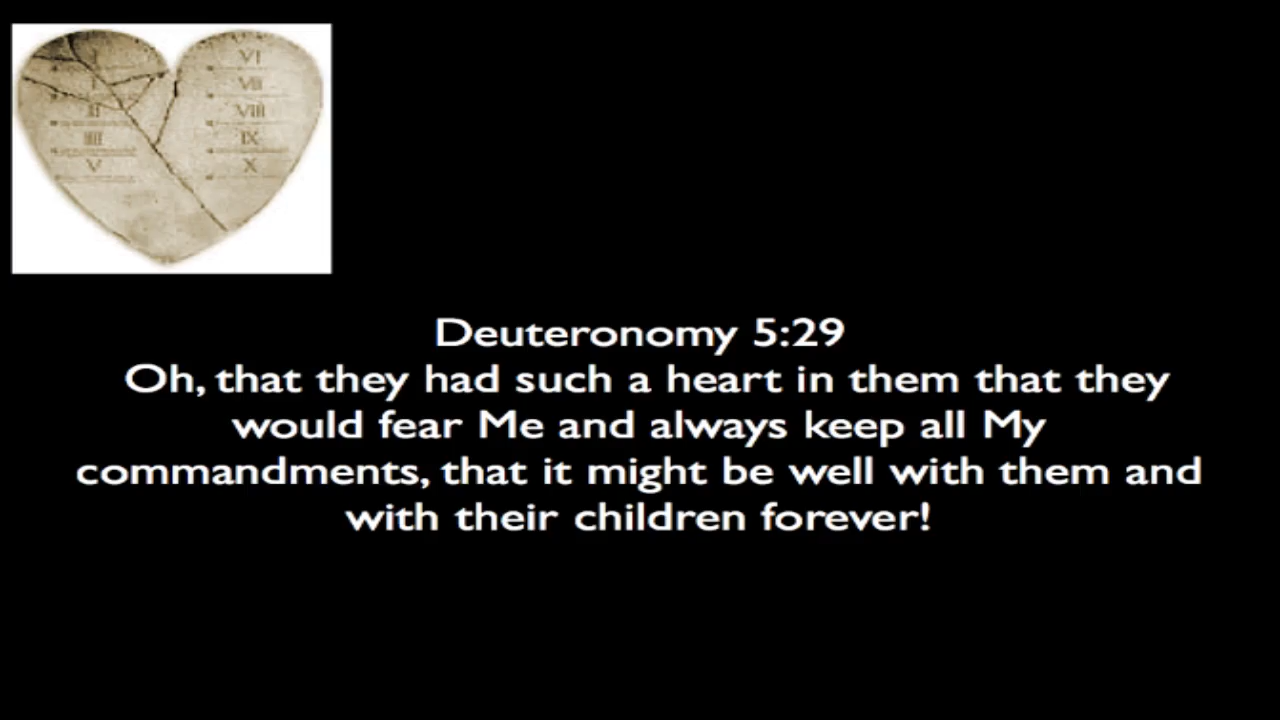 I
I
II
IIII
V
VI
VII
VIII
IX
X
Deuteronomy 5:29
Oh, that they had such a heart in them that they
would fear Me and always keep all My
commandments, that it might be well with them and
with their children forever!